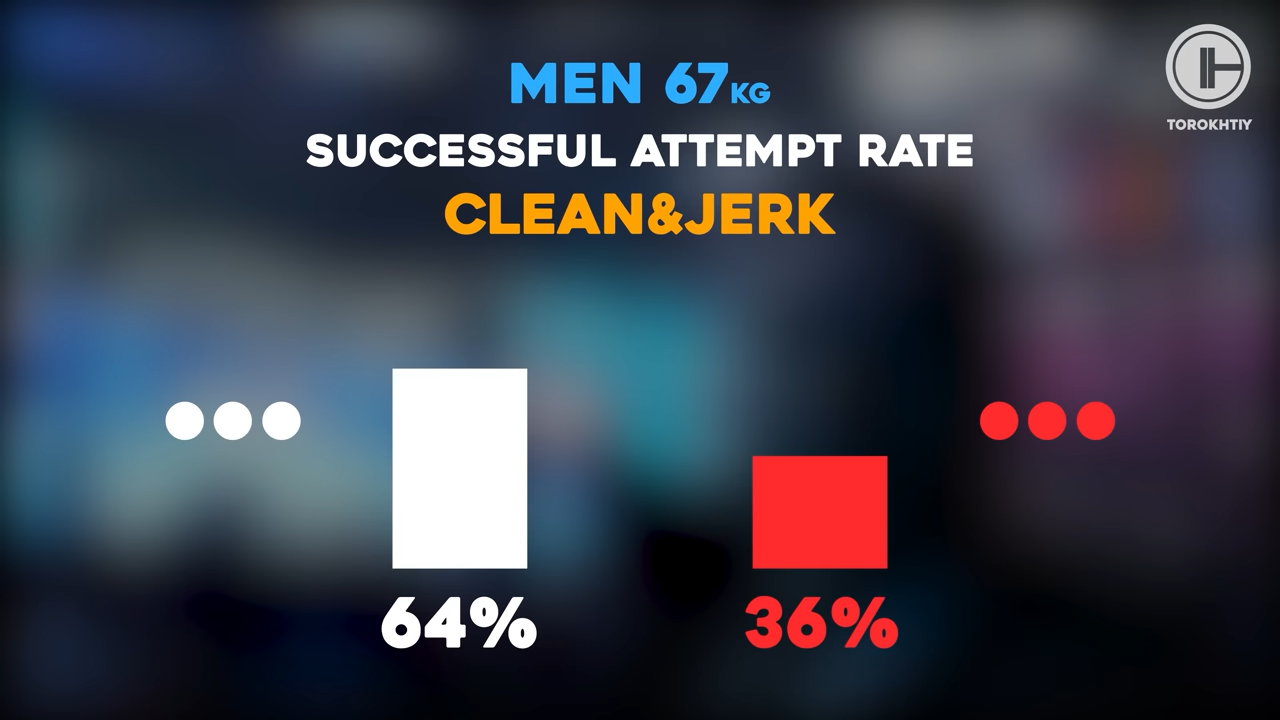 MEN 67KG
TOROKHTIY
SUCCESSFUL ATTEMPT RATE
CLEAN&JERK
64%
36%